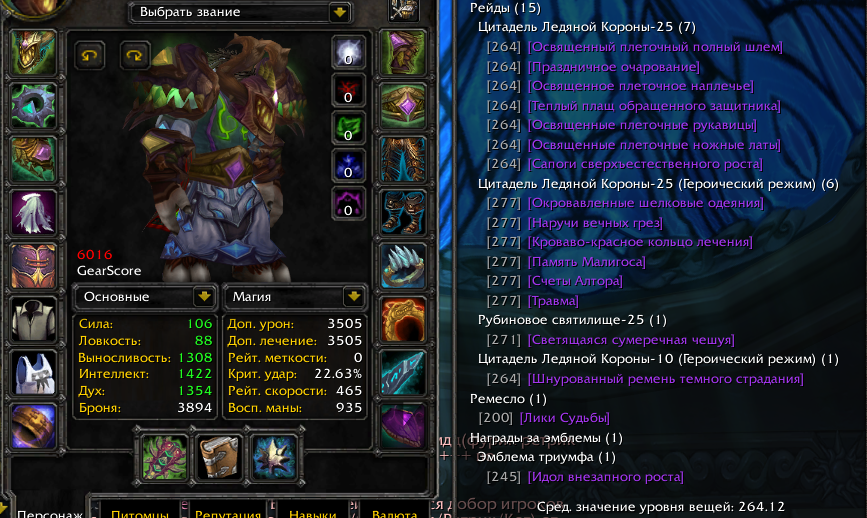 Выбрать звание
0
0
0
0
0
6016
GearScore
Основные
Магия
Сила: 106
Ловкость: 88
Выносливость: 1308
Интеллект: 1422
Дух: 1354
Броня: 3894
Доп. урон: 3505
Доп. лечение: 3505
Рейт. меткости: 0
Крит. удар: 22.63%
Рейт. скорости: 465
Восп. маны: 935
Персонаж
Питомцы
Репутация
Навыки
Валюта
Рейды (15)
Цитадель Ледяной Короны-25 (7)
[264] [Освященный плеточный полный шлем]
[264] [Праздничное очарование]
[264] [Освященное плеточное наплечье]
[264] [Теплый плащ обращенного защитника]
[264] [Освященные плеточные рукавицы]
[264] [Освященные плеточные ножные латы]
[264] [Сапоги сверхъестественного роста]
Цитадель Ледяной Короны-25 (Героический режим) (6)
[277] [Окровавленные шелковые одеяния]
[277] [Наручи вечных грез]
[277] [Кроваво-красное кольцо лечения]
[277] [Память Малигоса]
[277] [Счеты Алтора]
[277] [Травма]
Рубиновое святилище-25 (1)
[271] [Светящаяся сумеречная чешуя]
Цитадель Ледяной Короны-10 (Героический режим) (1)
[264] [Шнурованный ремень темного страдания]
Ремесло (1)
[200] [Лики Судьбы]
Награды за эмблемы (1)
Эмблема триумфа (1)
[245] [Идол внезапного роста]
добор игроков
Сред. значение уровня вещей: 264.12